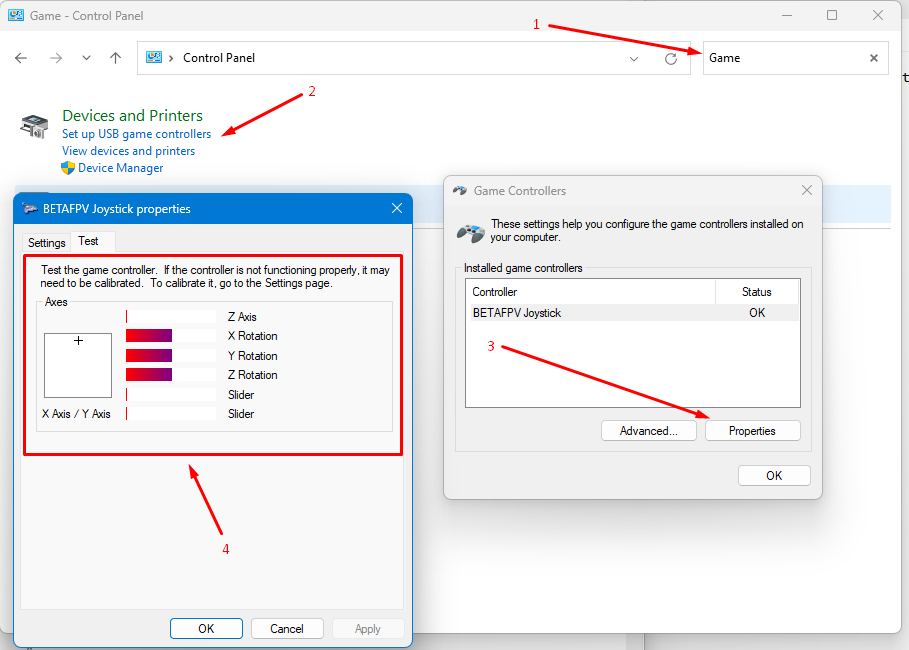 Game - Control Panel
1
Control Panel
Game
2
Devices and Printers
Set up USB game controllers
View devices and printers
Device Manager
BETAFPV Joystick properties
Settings
Test
Test the game controller. If the controller is not functioning properly, it may
need to be calibrated. To calibrate it, go to the Settings page.
Axes
Z Axis
X Rotation
Y Rotation
Z Rotation
Slider
X Axis / Y Axis
Slider
4
OK
Cancel
Apply
Game Controllers
These settings help you configure the game controllers installed on
your computer.
Installed game controllers
Controller
Status
BETAFPV Joystick
OK
3
Advanced...
Properties
OK